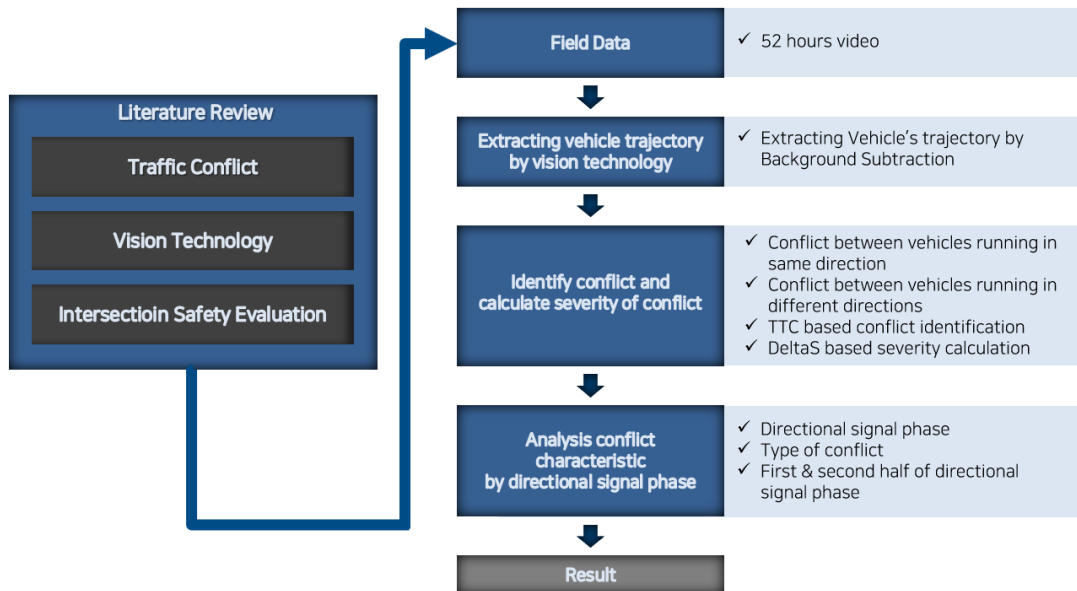 Literature Review
Traffic Conflict
Vision Technology
Intersectioin Safety Evaluation
Field Data
✓ 52 hours video
Extracting vehicle trajectory
by vision technology
✓ Extracting Vehicle's trajectory by
Background Subtraction
Identify conflict and
calculate severity of conflict
✓ Conflict between vehicles running in
same direction
✓ Conflict between vehicles running in
different directions
✓ TTC based conflict identification
✓ DeltaS based severity calculation
Analysis conflict
characteristic
by directional signal phase
✓ Directional signal phase
✓ Type of conflict
✓ First & second half of directional
signal phase
Result